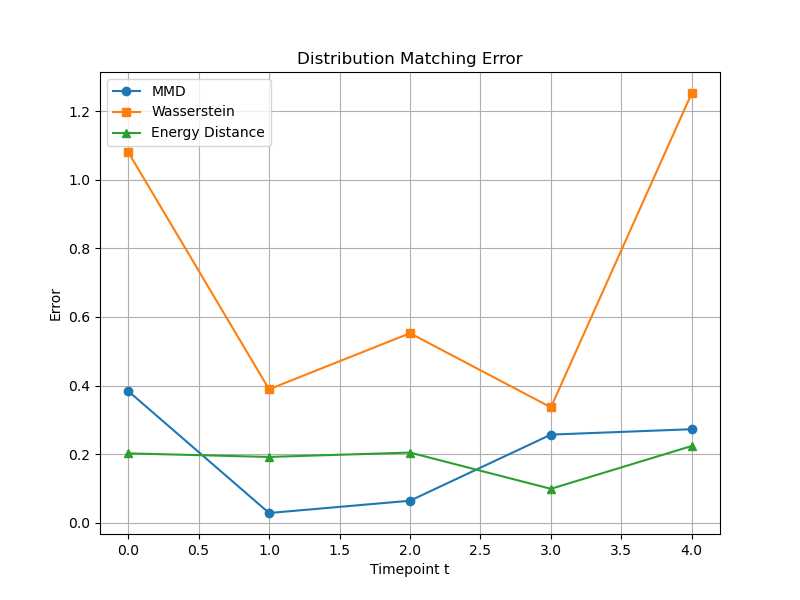 Distribution Matching Error
MMD
Wasserstein
Energy Distance
1.2
1.0
0.8
0.6
0.4
0.2
0.0
Error
0.0 0.5 1.0 1.5 2.0 2.5 3.0 3.5 4.0
Timepoint t